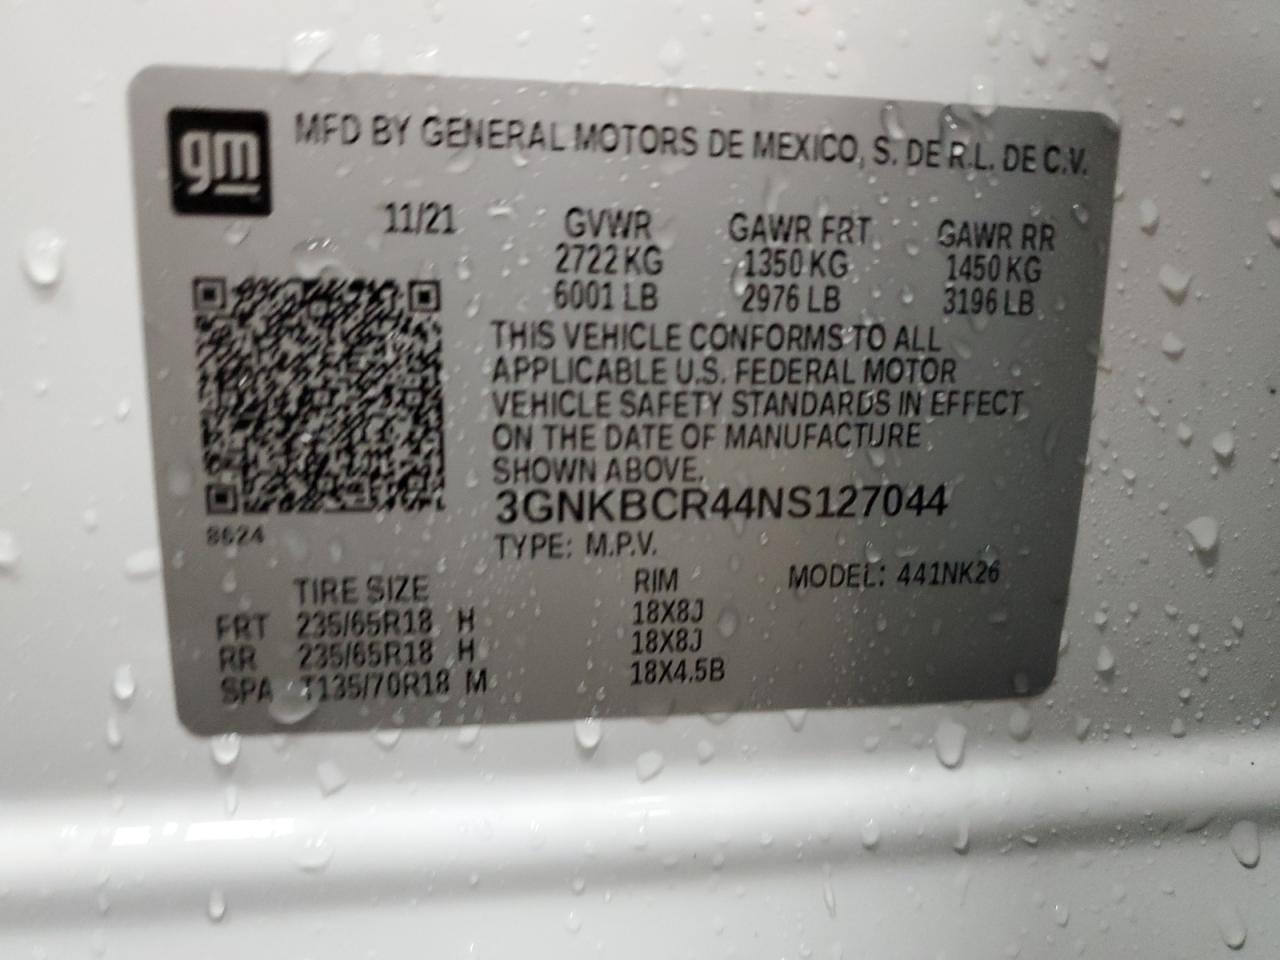 gm
MFD BY GENERAL MOTORS DE MEXICO, S. DE R.L. DE C.V.
11/21
GVWR GAWR FRT GAWR RR
2722 KG 1350 KG 1450 KG
6001 LB 2976 LB 3196 LB
THIS VEHICLE CONFORMS TO ALL
APPLICABLE U.S. FEDERAL MOTOR
VEHICLE SAFETY STANDARDS IN EFFECT
ON THE DATE OF MANUFACTURE
SHOWN ABOVE.
3GNKBCR44NS127044
8624
TYPE: M.P.V.
MODEL: 441NK26
TIRE SIZE RIM
FRT 235/65R18 H 18X8J
RR 235/65R18 H 18X8J
SPA T135/70R18 M 18X4.5B